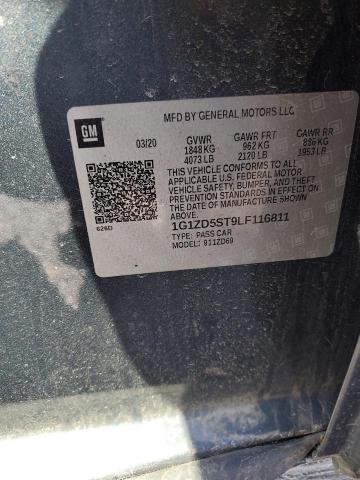 GM
MFD BY GENERAL MOTORS LLC
03/20 GVWR GAWR FRT GAWR RR
1848 KG 962 KG 886 KG
4073 LB 2120 LB 1953 LB
THIS VEHICLE CONFORMS TO ALL
APPLICABLE U.S. FEDERAL MOTOR
VEHICLE SAFETY, BUMPER, AND THEFT
PREVENTION STANDARDS IN EFFECT ON
THE DATE OF MANUFACTURE SHOWN
ABOVE.
626D
1G1ZD5ST9LF116811
TYPE: PASS CAR
MODEL: 911ZD69